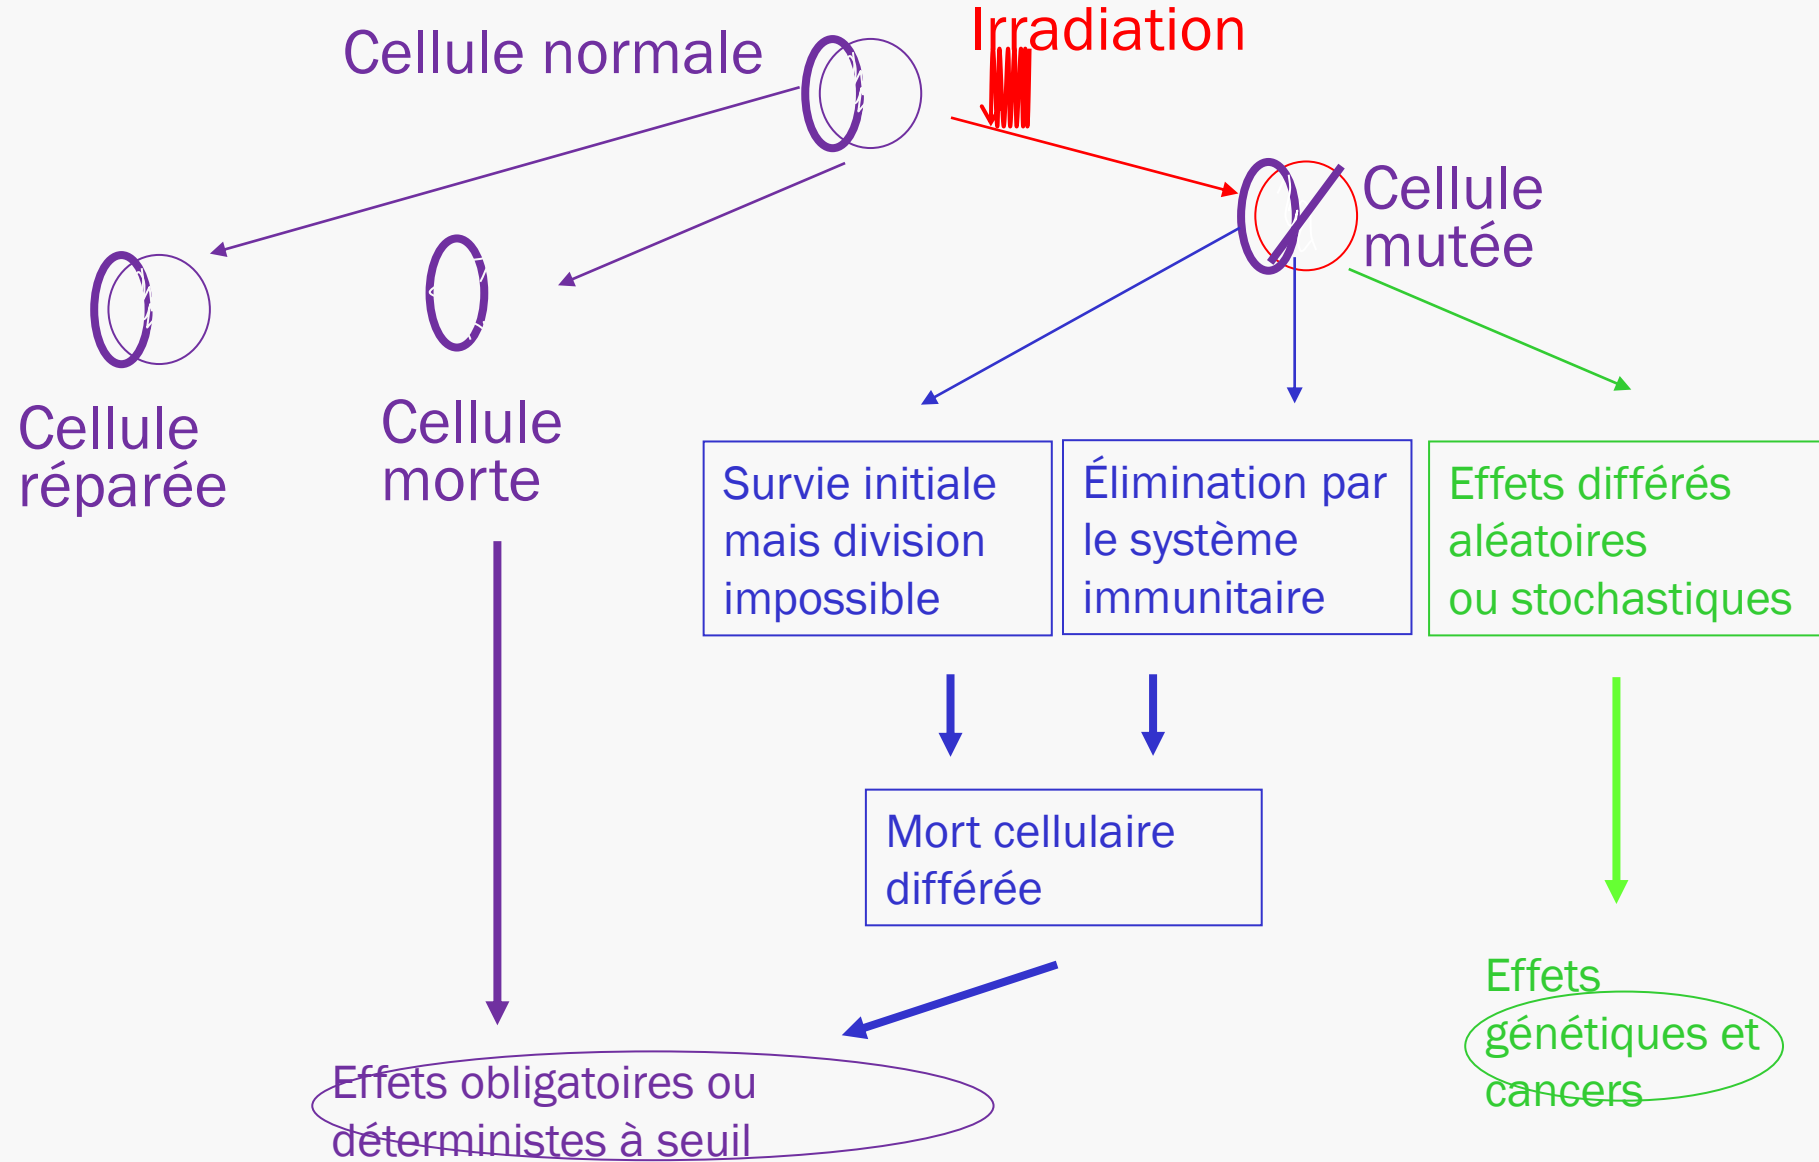 Irradiation
Cellule normale
Cellule
mutée
Cellule
réparée
Cellule
morte
Survie initiale
mais division
impossible
Élimination par
le système
immunitaire
Effets différés
aléatoires
ou stochastiques
Mort cellulaire
différée
Effets
génétiques et
cancers
Effets obligatoires ou
déterministes à seuil